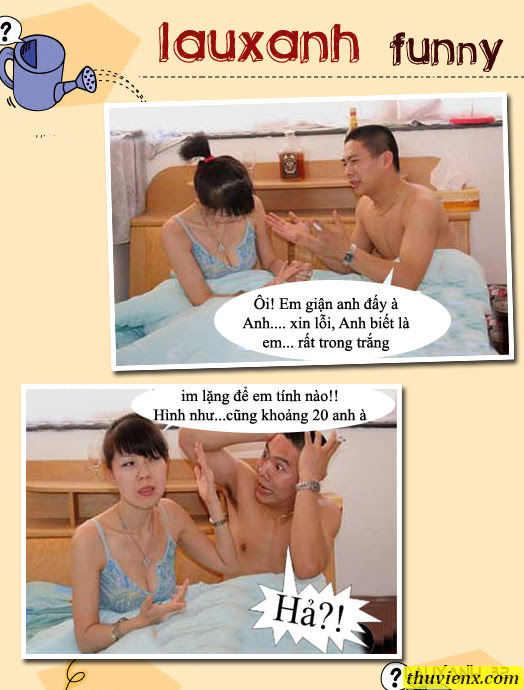 ?
lauxanh funny
Ôi! Em giận anh đấy à
Anh.... xin lỗi, Anh biết là
em... rất trong trắng
im lặng để em tính nào!!
Hình như...cũng khoảng 20 anh à
Hả?!
?
thuvienx.com